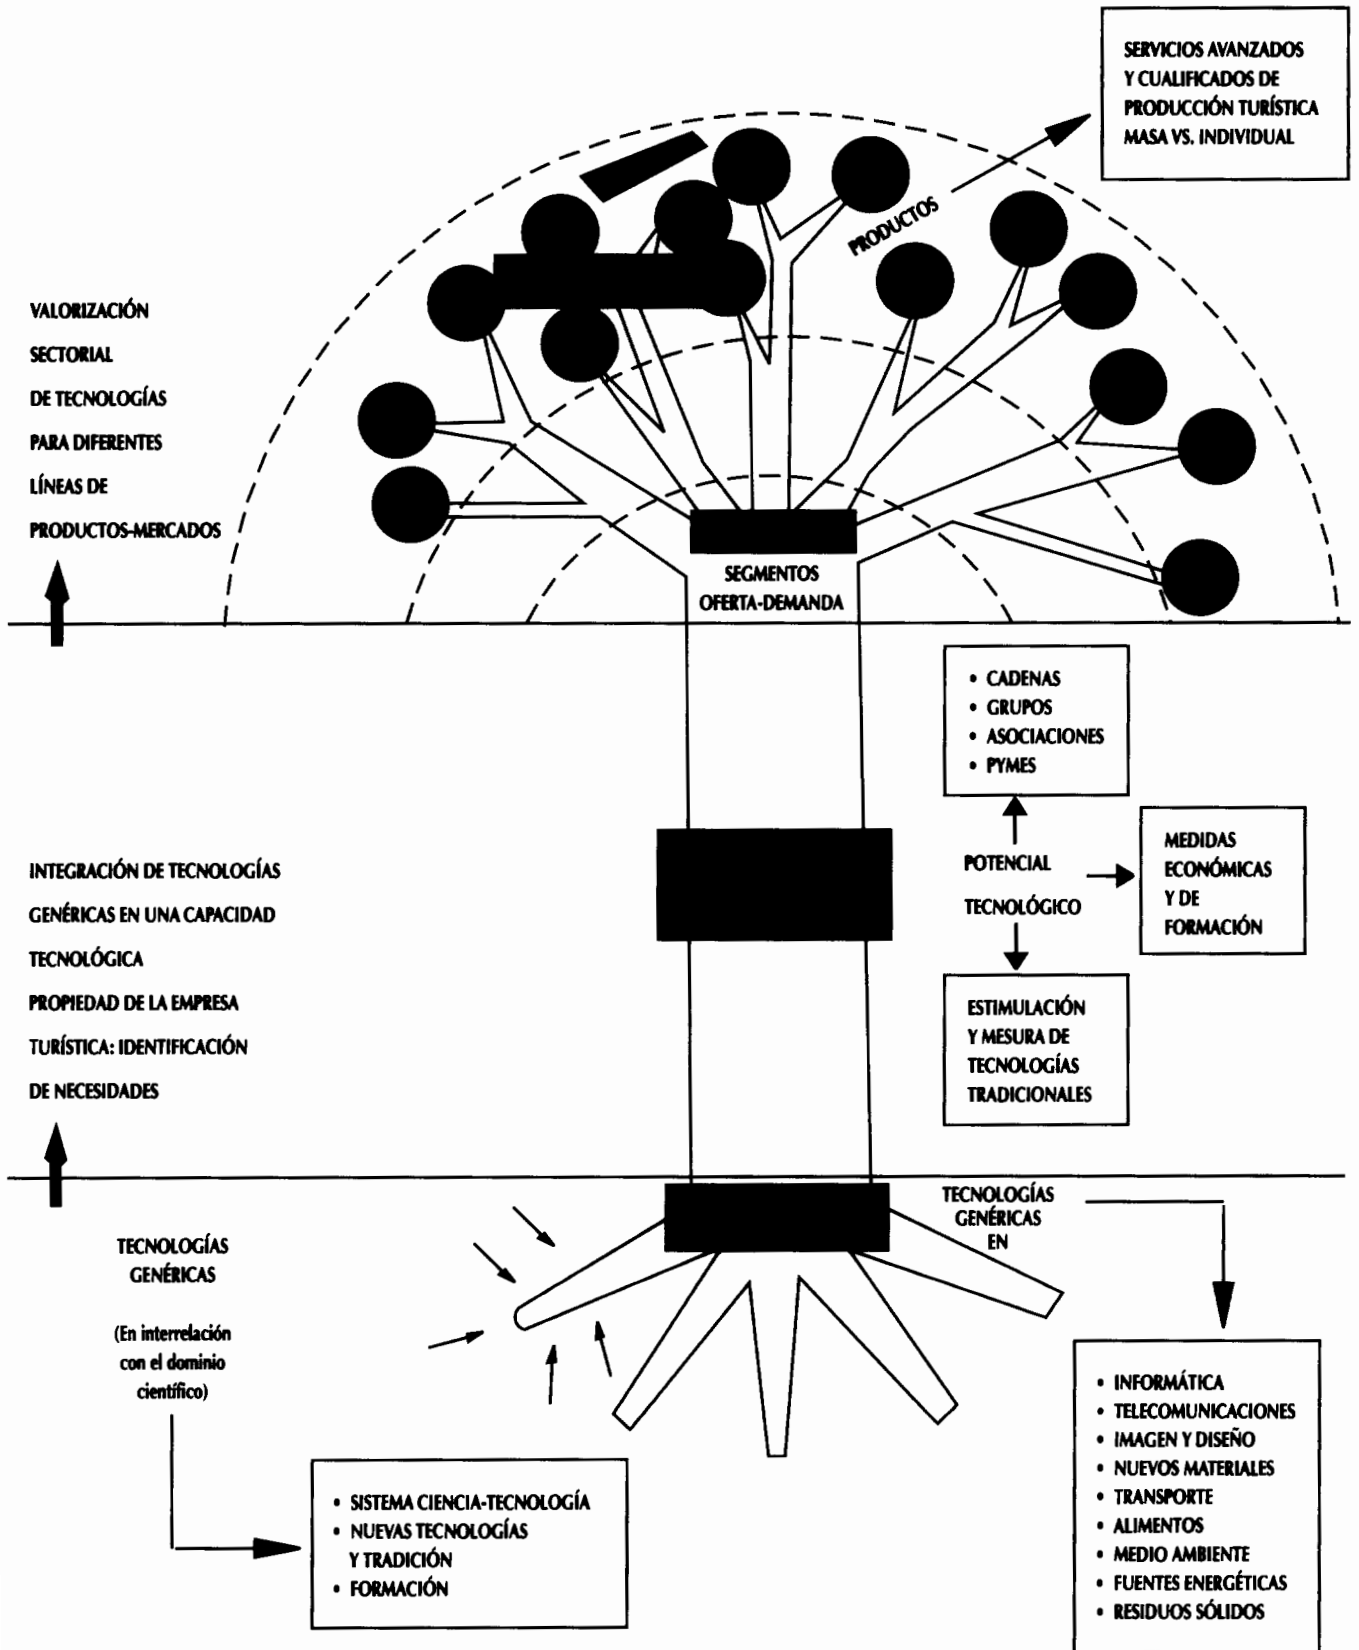 SERVICIOS AVANZADOS
Y CUALIFICADOS DE
PRODUCCIÓN TURÍSTICA
MASA VS. INDIVIDUAL
PRODUCTOS
VALORIZACIÓN
SECTORIAL
DE TECNOLOGÍAS
PARA DIFERENTES
LÍNEAS DE
PRODUCTOS-MERCADOS
SEGMENTOS
OFERTA-DEMANDA
• CADENAS
• GRUPOS
• ASOCIACIONES
• PYMES
POTENCIAL
TECNOLÓGICO
MEDIDAS
ECONÓMICAS
Y DE
FORMACIÓN
ESTIMULACIÓN
Y MESURA DE
TECNOLOGÍAS
TRADICIONALES
INTEGRACIÓN DE TECNOLOGÍAS
GENÉRICAS EN UNA CAPACIDAD
TECNOLÓGICA
PROPIEDAD DE LA EMPRESA
TURÍSTICA: IDENTIFICACIÓN
DE NECESIDADES
TECNOLOGÍAS
GENÉRICAS
EN
TECNOLOGÍAS
GENÉRICAS
(En interrelación
con el dominio
científico)
• SISTEMA CIENCIA-TECNOLOGÍA
• NUEVAS TECNOLOGÍAS
Y TRADICIÓN
• FORMACIÓN
• INFORMÁTICA
• TELECOMUNICACIONES
• IMAGEN Y DISEÑO
• NUEVOS MATERIALES
• TRANSPORTE
• ALIMENTOS
• MEDIO AMBIENTE
• FUENTES ENERGÉTICAS
• RESIDUOS SÓLIDOS